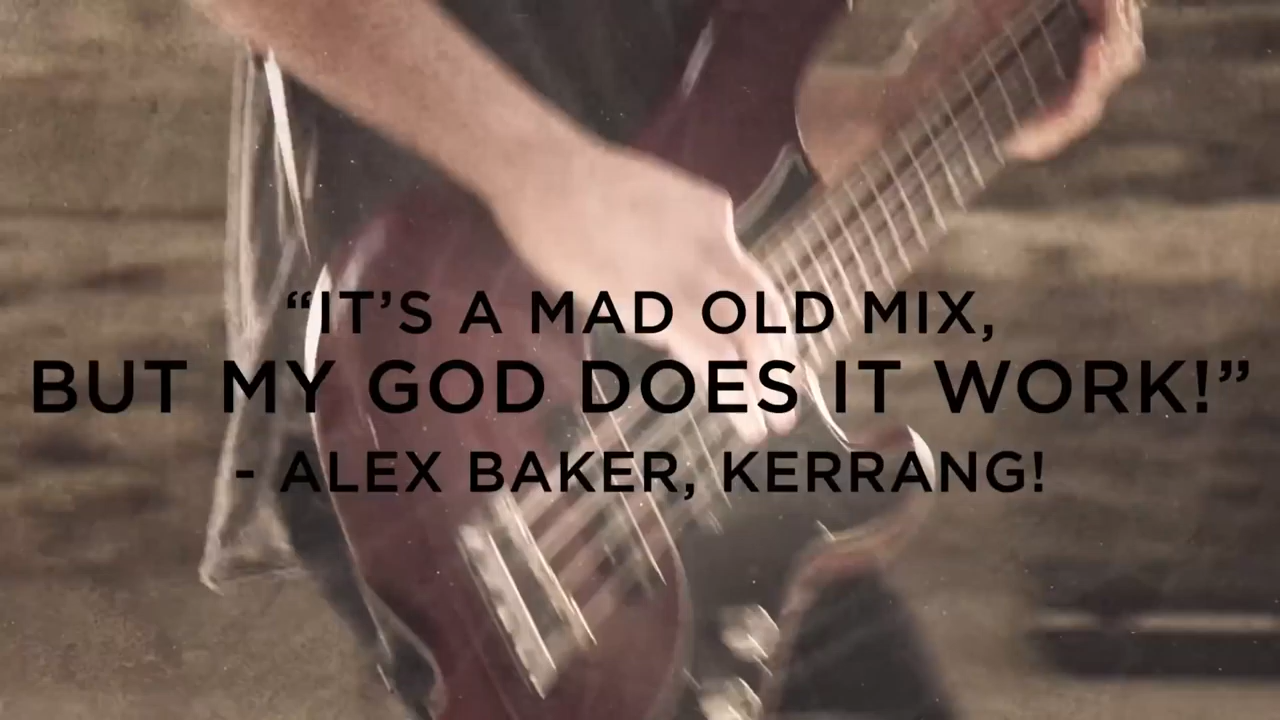 “IT’S A MAD OLD MIX,
BUT MY GOD DOES IT WORK!”
- ALEX BAKER, KERRANG!